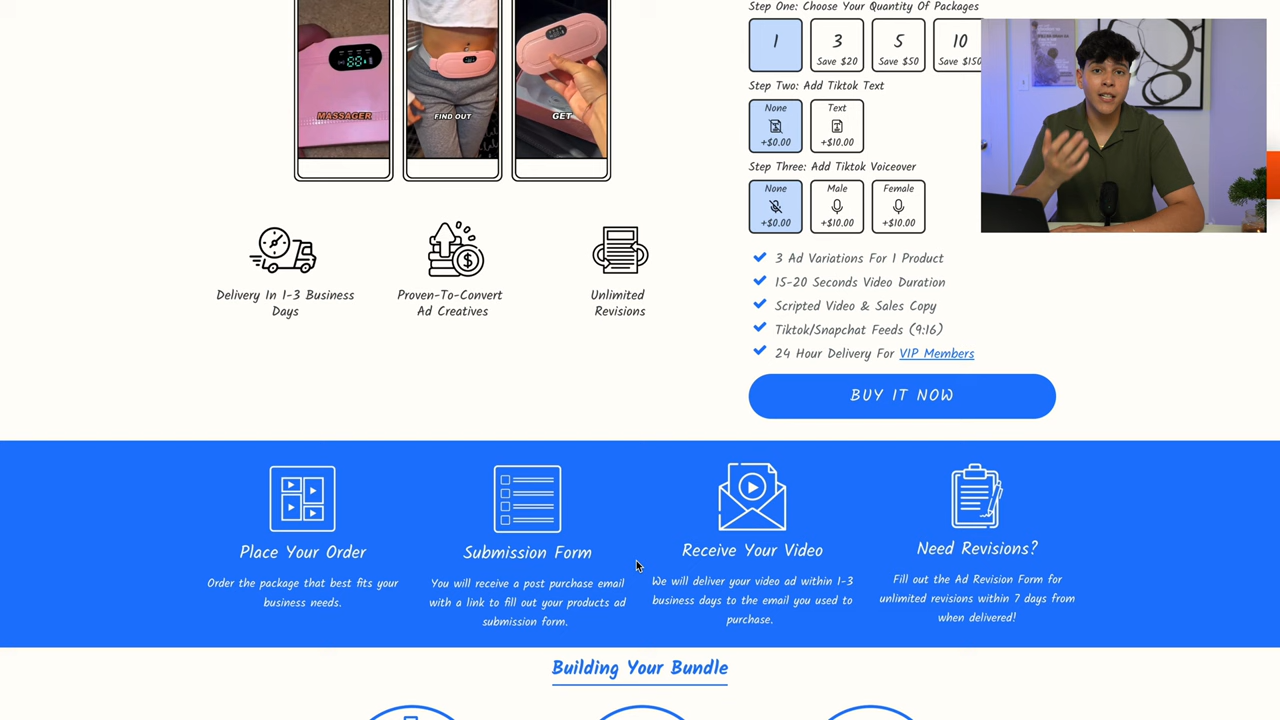 MASSAGER
FIND OUT
GET
Step One: Choose Your Quantity Of Packages
1
3
Save $20
5
Save $50
10
Save $150
Step Two: Add Tiktok Text
None
+$0.00
Text
+$10.00
Step Three: Add Tiktok Voiceover
None
+$0.00
Male
+$10.00
Female
+$10.00
3 Ad Variations For 1 Product
15-20 Seconds Video Duration
Scripted Video & Sales Copy
Tiktok/Snapchat Feeds (9:16)
24 Hour Delivery For VIP Members
BUY IT NOW
Delivery In 1-3 Business
Days
Proven-To-Convert
Ad Creatives
Unlimited
Revisions
Place Your Order
Order the package that best fits your
business needs.
Submission Form
You will receive a post purchase email
with a link to fill out your products ad
submission form.
Receive Your Video
We will deliver your video ad within 1-3
business days to the email you used to
purchase.
Need Revisions?
Fill out the Ad Revision Form for
unlimited revisions within 7 days from
when delivered!
Building Your Bundle